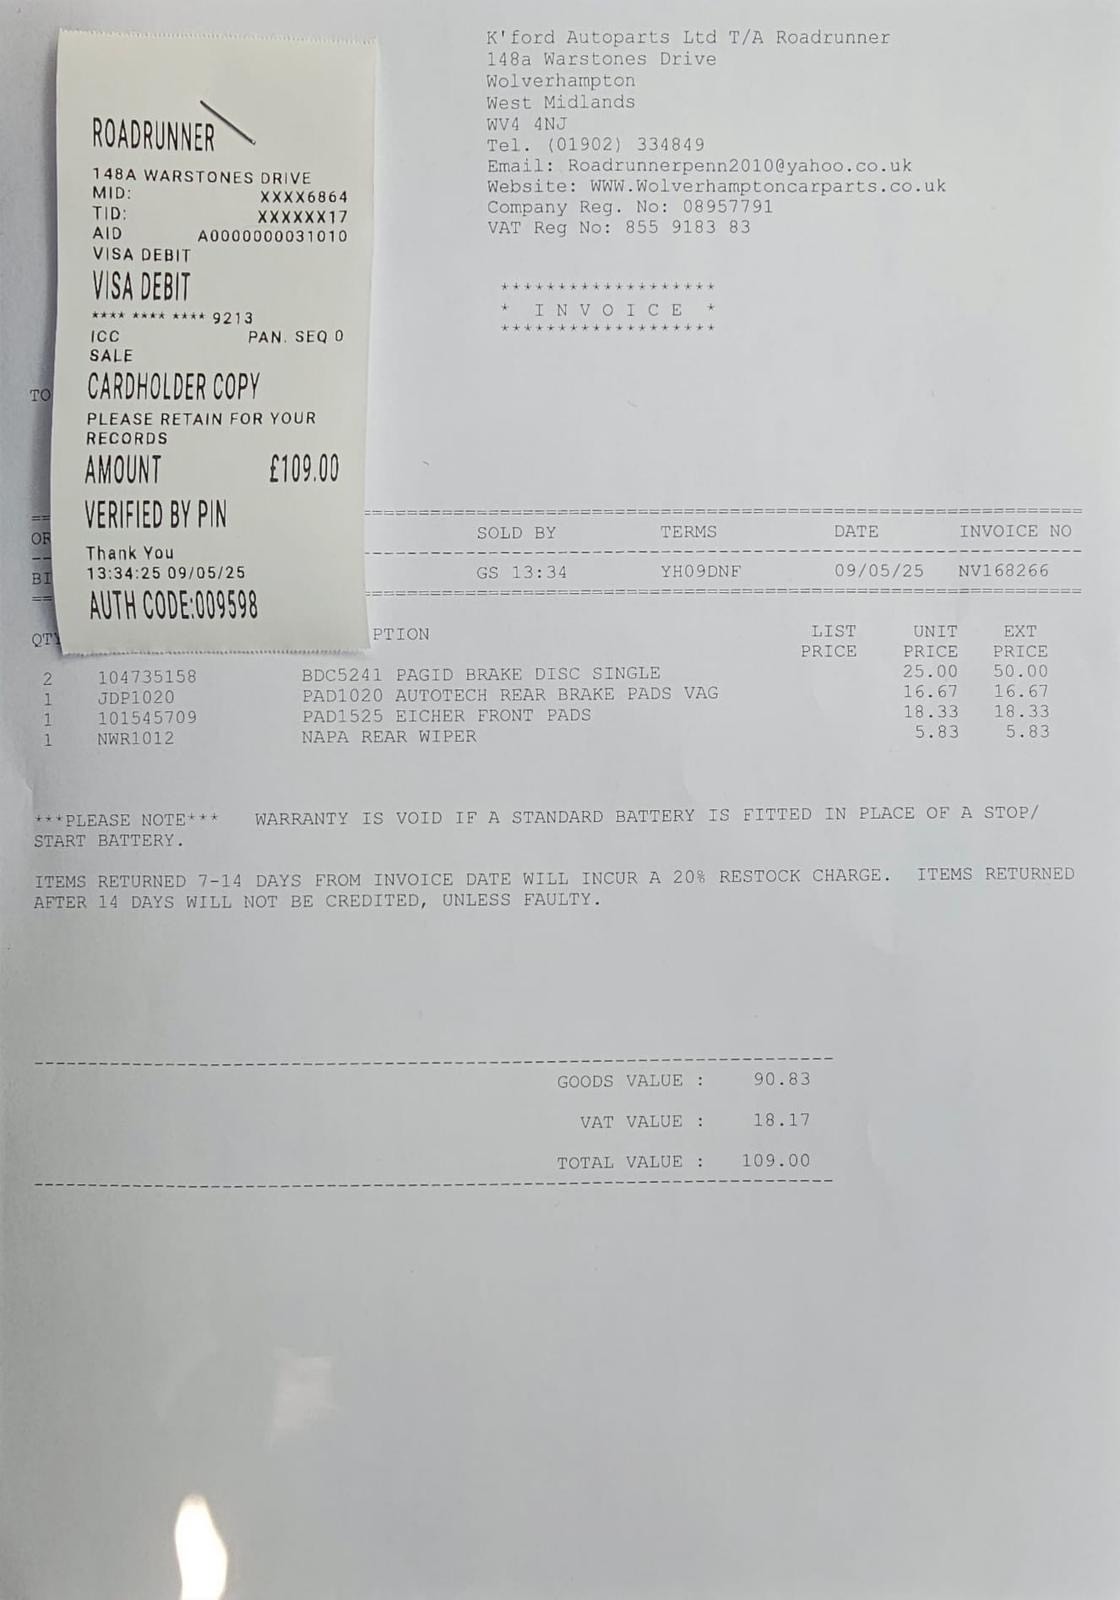 K'ford Autoparts Ltd T/A Roadrunner
148a Warstones Drive
Wolverhampton
West Midlands
WV4 4NJ
Tel. (01902) 334849
Email: Roadrunnerpenn2010@yahoo.co.uk
Website: WWW.Wolverhamptoncarparts.co.uk
Company Reg. No: 08957791
VAT Reg No: 855 9183 83
*******************
* I N V O I C E *
*******************
ROADRUNNER
148A WARSTONES DRIVE
MID: XXXX6864
TID: XXXXXX17
AID A0000000031010
VISA DEBIT
VISA DEBIT
**** **** **** 9213
ICC PAN. SEQ 0
SALE
CARDHOLDER COPY
PLEASE RETAIN FOR YOUR
RECORDS
AMOUNT £109.00
VERIFIED BY PIN
Thank You
13:34:25 09/05/25
AUTH CODE:009598
TO
SOLD BY TERMS DATE INVOICE NO
GS 13:34 YH09DNF 09/05/25 NV168266
QTY PTION LIST UNIT EXT
PRICE PRICE PRICE
2 104735158 BDC5241 PAGID BRAKE DISC SINGLE 25.00 50.00
1 JDP1020 PAD1020 AUTOTECH REAR BRAKE PADS VAG 16.67 16.67
1 101545709 PAD1525 EICHER FRONT PADS 18.33 18.33
1 NWR1012 NAPA REAR WIPER 5.83 5.83
***PLEASE NOTE*** WARRANTY IS VOID IF A STANDARD BATTERY IS FITTED IN PLACE OF A STOP/
START BATTERY.
ITEMS RETURNED 7-14 DAYS FROM INVOICE DATE WILL INCUR A 20% RESTOCK CHARGE. ITEMS RETURNED
AFTER 14 DAYS WILL NOT BE CREDITED, UNLESS FAULTY.
GOODS VALUE : 90.83
VAT VALUE : 18.17
TOTAL VALUE : 109.00